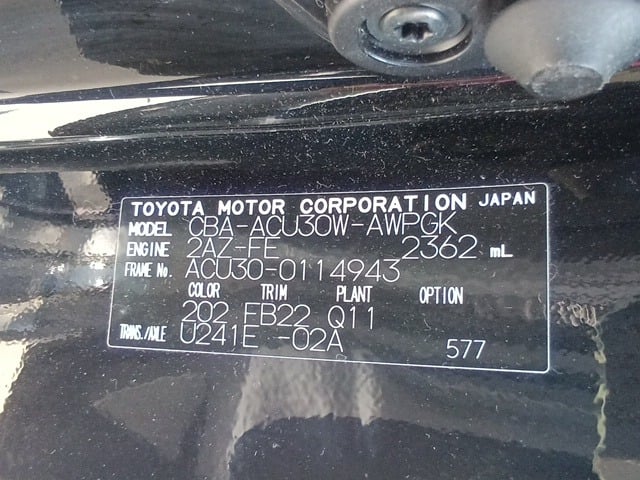 TOYOTA MOTOR CORPORATION JAPAN
MODEL CBA-ACU30W-AWPGK
ENGINE 2AZ-FE 2362 mL
FRAME No. ACU30-0114943
COLOR TRIM PLANT OPTION
202 FB22 Q11
TRANS./AXLE U241E -02A 577